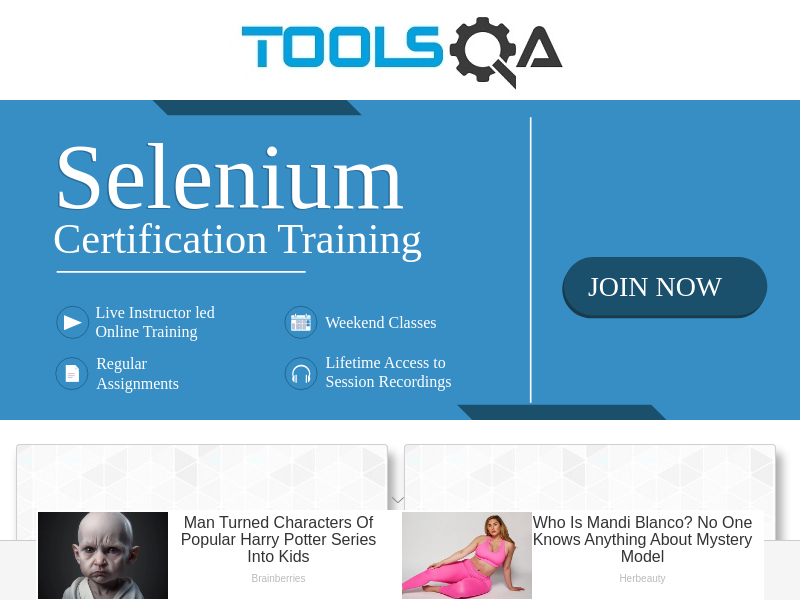 TOOLSQA
Selenium
Certification Training
JOIN NOW
Live Instructor led
Online Training
Weekend Classes
Regular
Assignments
Lifetime Access to
Session Recordings
Man Turned Characters Of
Popular Harry Potter Series
Into Kids
Brainberries
Who Is Mandi Blanco? No One
Knows Anything About Mystery
Model
Herbeauty